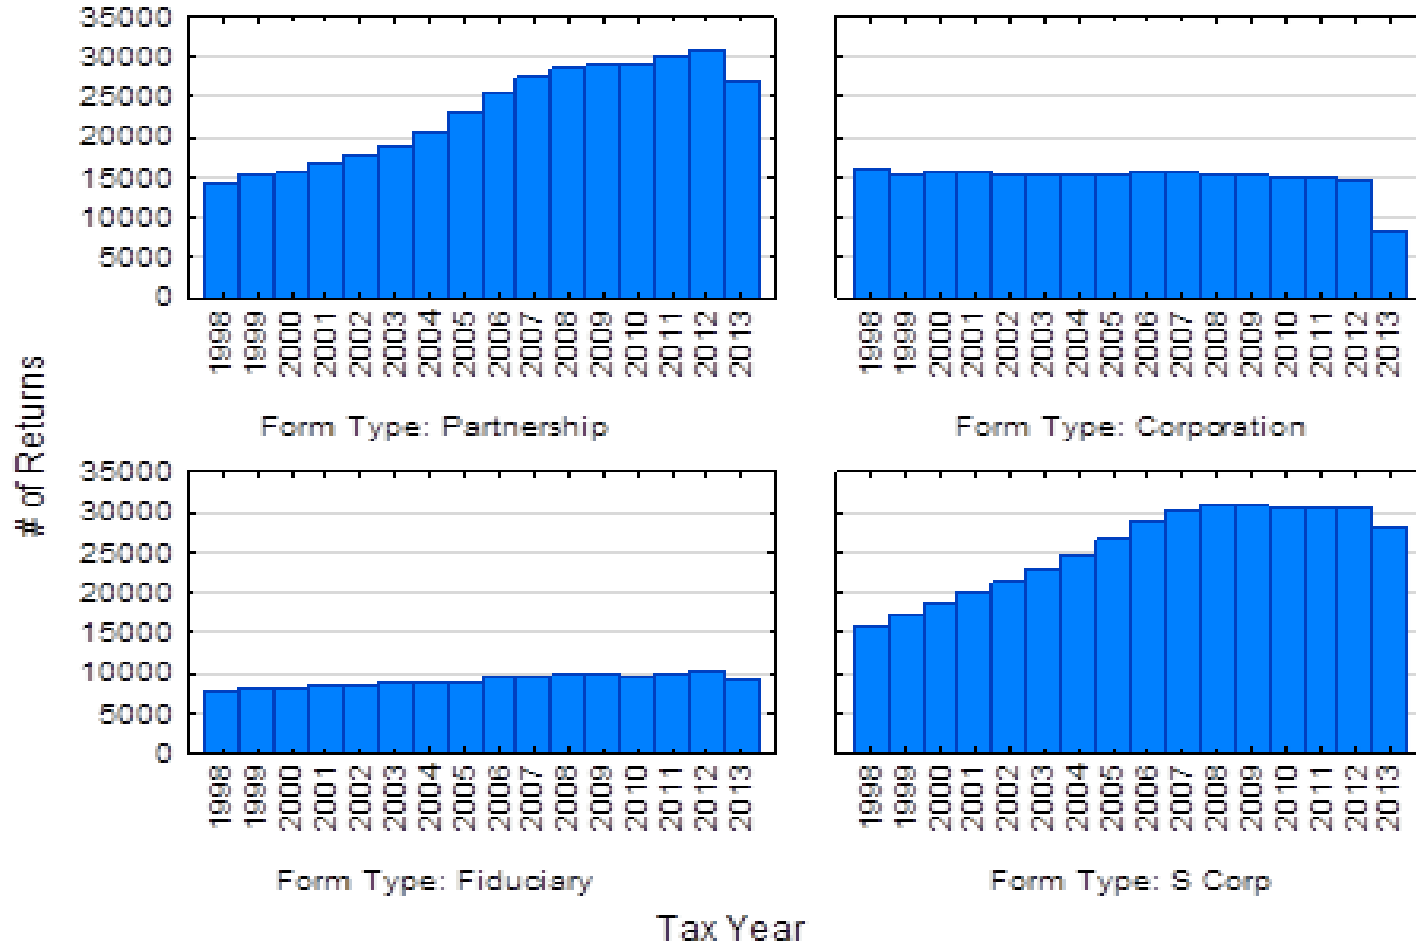 # of Returns
35000
30000
25000
20000
15000
10000
5000
0
1998 1999 2000 2001 2002 2003 2004 2005 2006 2007 2008 2009 2010 2011 2012 2013
Form Type: Partnership
1998 1999 2000 2001 2002 2003 2004 2005 2006 2007 2008 2009 2010 2011 2012 2013
Form Type: Corporation
35000
30000
25000
20000
15000
10000
5000
0
1998 1999 2000 2001 2002 2003 2004 2005 2006 2007 2008 2009 2010 2011 2012 2013
Form Type: Fiduciary
1998 1999 2000 2001 2002 2003 2004 2005 2006 2007 2008 2009 2010 2011 2012 2013
Form Type: S Corp
Tax Year